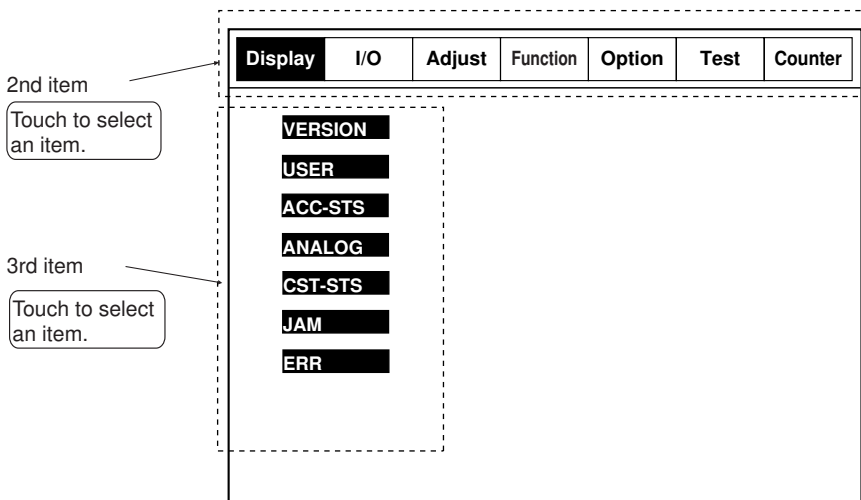 Display I/O Adjust Function Option Test Counter
2nd item
Touch to select
an item.
VERSION
USER
ACC-STS
ANALOG
CST-STS
JAM
ERR
3rd item
Touch to select
an item.